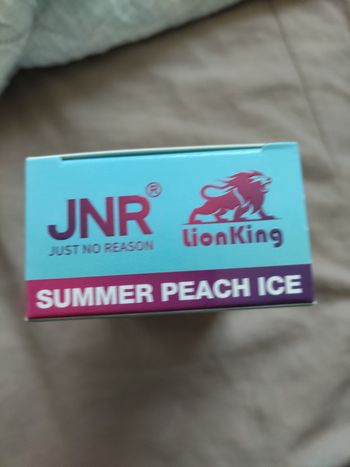 JNR®
JUST NO REASON
LionKing
SUMMER PEACH ICE